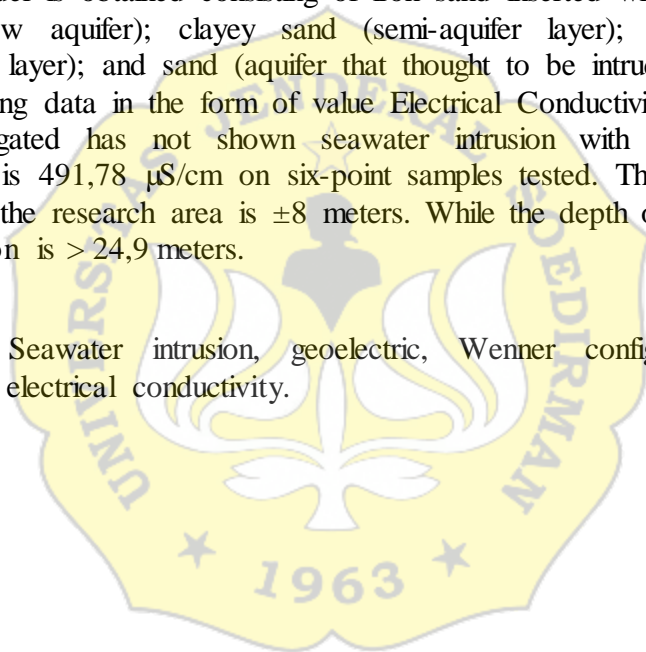 w aquifer); clayey sand (semi-aquifer layer);
layer); and sand (aquifer that thought to be intru
ng data in the form of value Electrical Conductivi
gated has not shown seawater intrusion with
is 491,78 µS/cm on six-point samples tested. Th
the research area is ±8 meters. While the depth o
n is > 24,9 meters.
Seawater intrusion, geoelectric, Wenner config
electrical conductivity.
UNIVERSITAS JENDERAL SOEDIRMAN
1963